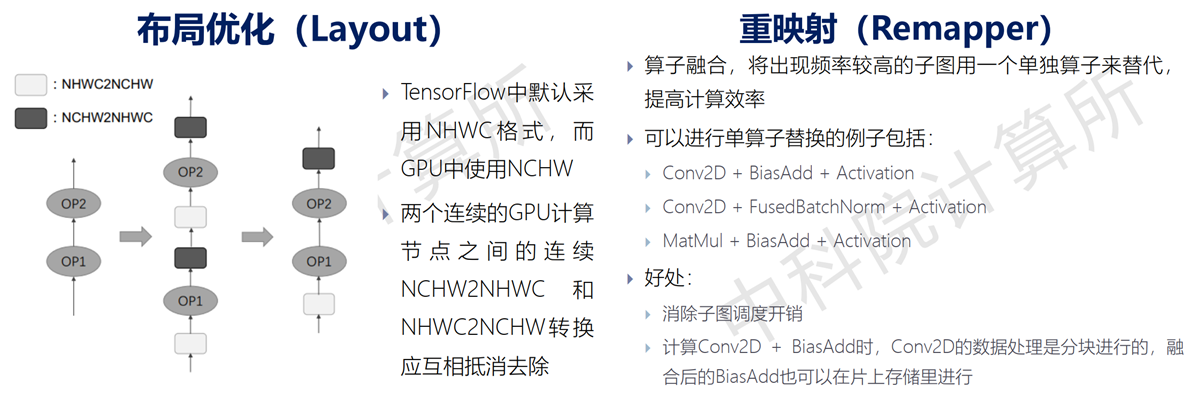 布局优化（Layout）
：NHWC2NCHW
：NCHW2NHWC
OP2
OP1
OP2
OP1
OP2
OP1
TensorFlow中默认采
用NHWC格式，而
GPU中使用NCHW
两个连续的GPU计算
节点之间的连续
NCHW2NHWC 和
NHWC2NCHW转换
应互相抵消去除
计算所
重映射（Remapper）
算子融合，将出现频率较高的子图用一个单独算子来替代，
提高计算效率
可以进行单算子替换的例子包括：
Conv2D + BiasAdd + Activation
Conv2D + FusedBatchNorm + Activation
MatMul + BiasAdd + Activation
好处：
消除子图调度开销
计算Conv2D + BiasAdd时，Conv2D的数据处理是分块进行的，融
合后的BiasAdd也可以在片上存储里进行
中科院计算所